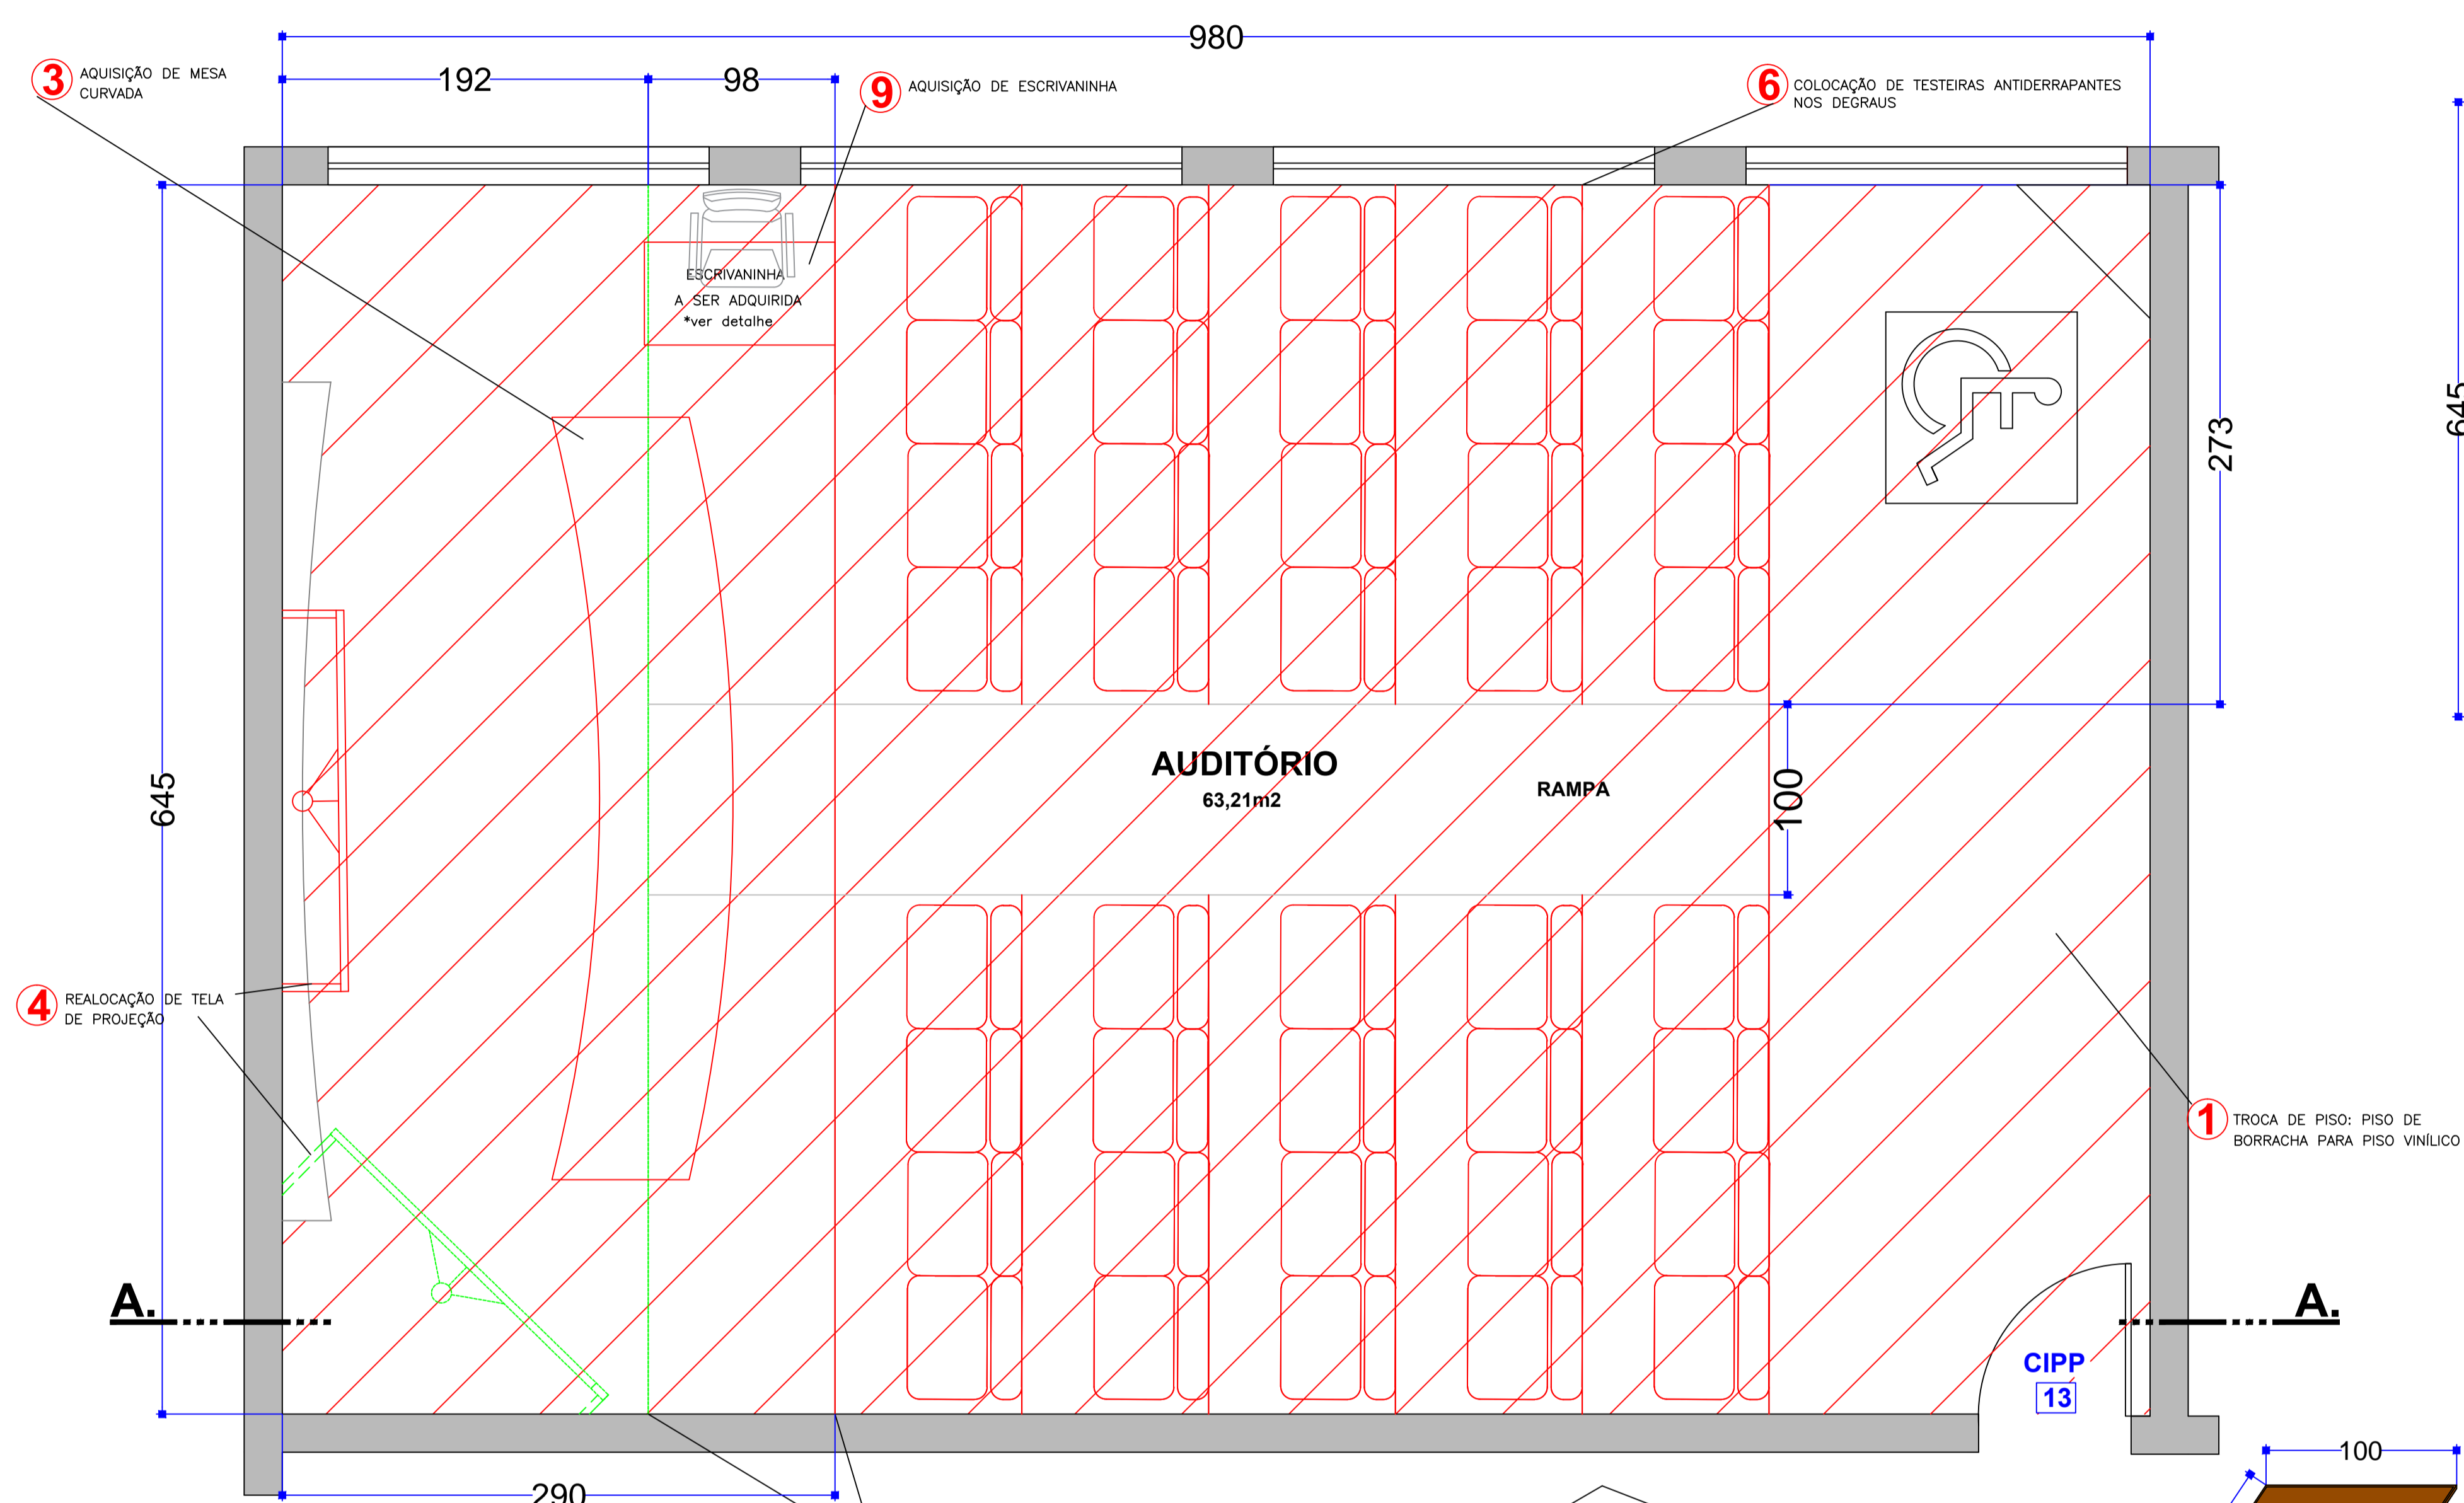 980
192
98
3
AQUISIÇÃO DE MESA
CURVADA
9
AQUISIÇÃO DE ESCRIVANINHA
6
COLOCAÇÃO DE TESTEIRAS ANTIDERRAPANTES
NOS DEGRAUS
ESCRIVANINHA
A SER ADQUIRIDA
*ver detalhe
645
273
645
AUDITÓRIO
63,21m2
RAMPA
100
4
REALOCAÇÃO DE TELA
DE PROJEÇÃO
1
TROCA DE PISO: PISO DE
BORRACHA PARA PISO VINÍLICO
A.
A.
CIPP
13
290
100